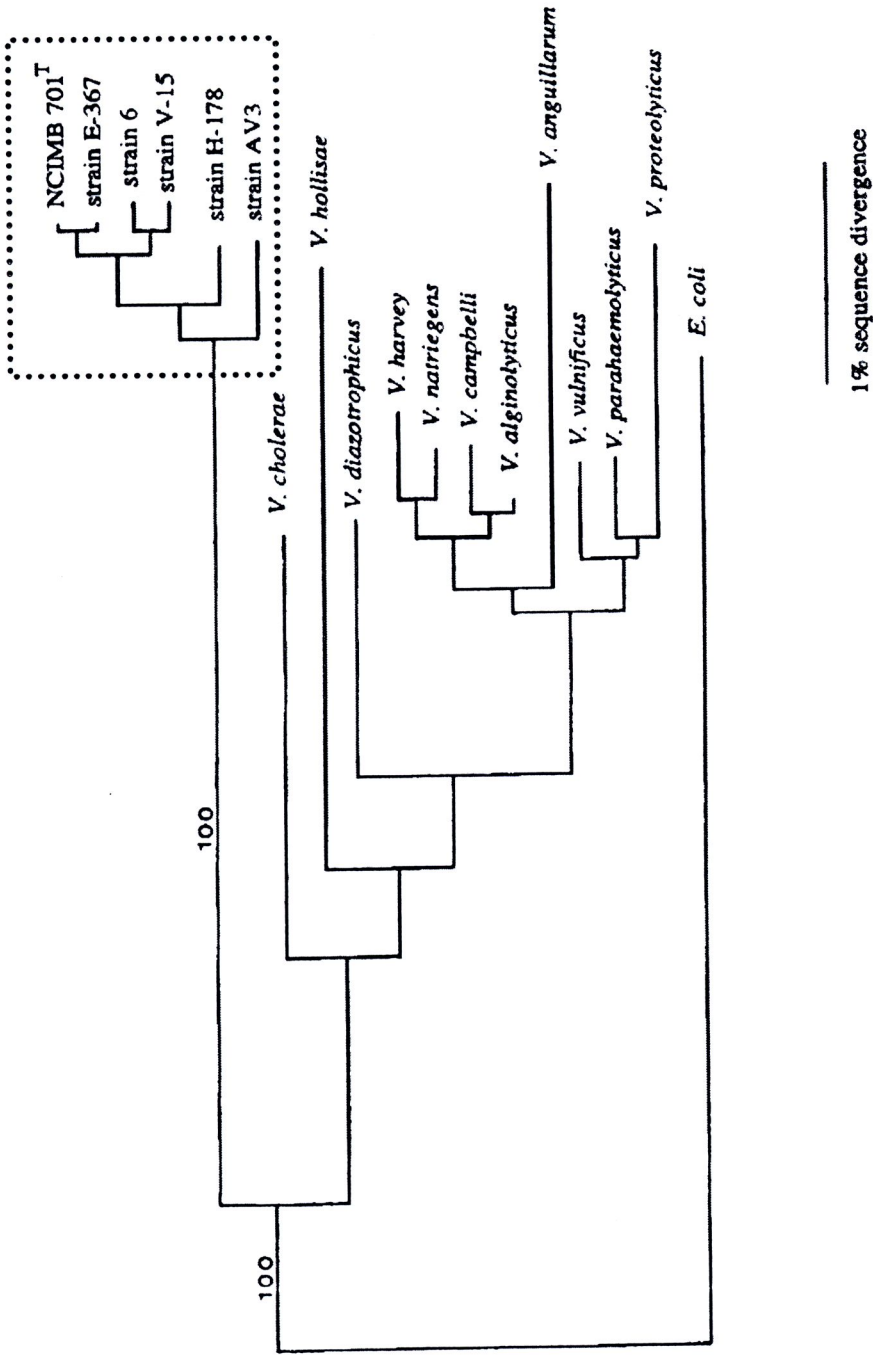 NCIMB 701T
strain E-367
strain 6
strain V-15
strain H-178
strain AV3
V. cholerae
V. hollisae
V. diazotrophicus
V. harvey
V. natriegens
V. campbelli
V. alginolyticus
V. anguillarum
V. vulnificus
V. parahaemolyticus
V. proteolyticus
E. coli
100
100
1% sequence divergence